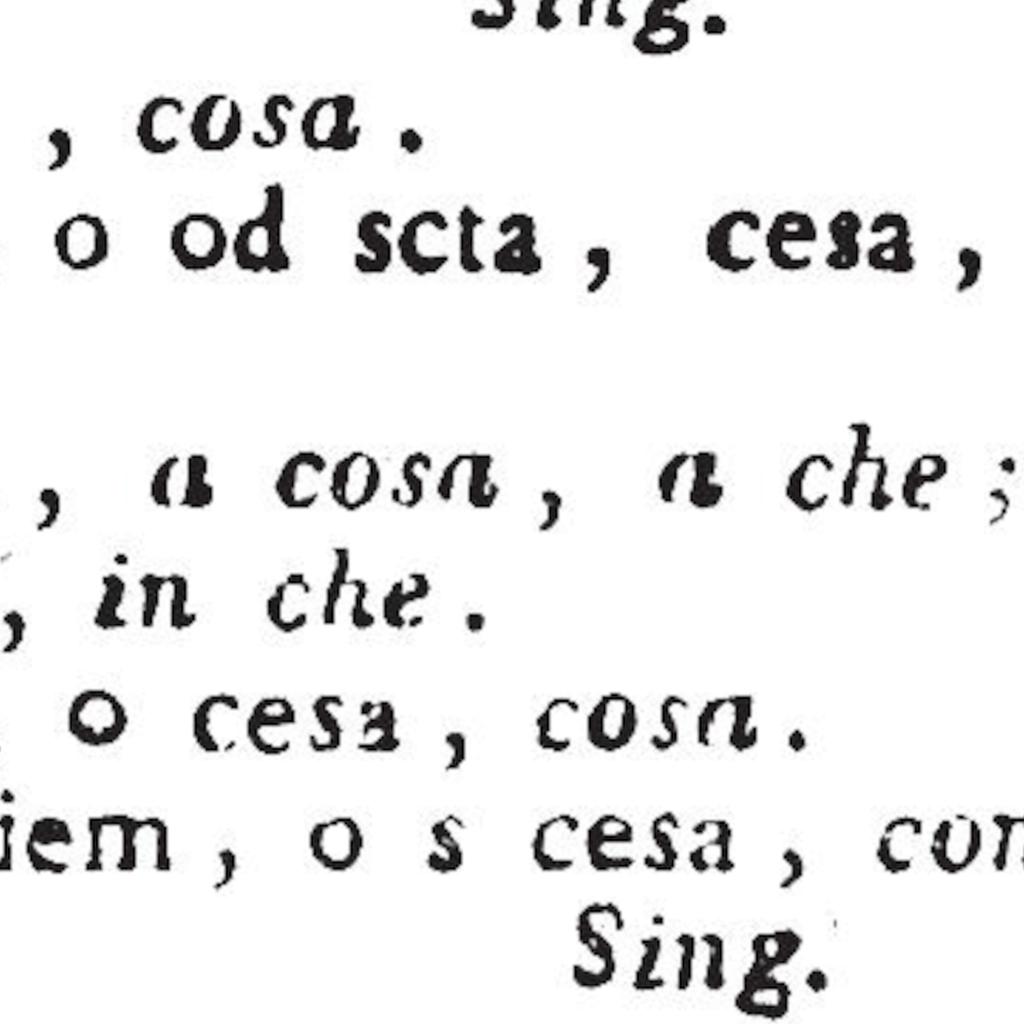 Sing.
, cosa .
o od scta , cesa ,
, a cosa , a che ;
, in che .
o cesa , cosa .
iem , o s cesa , con
Sing.